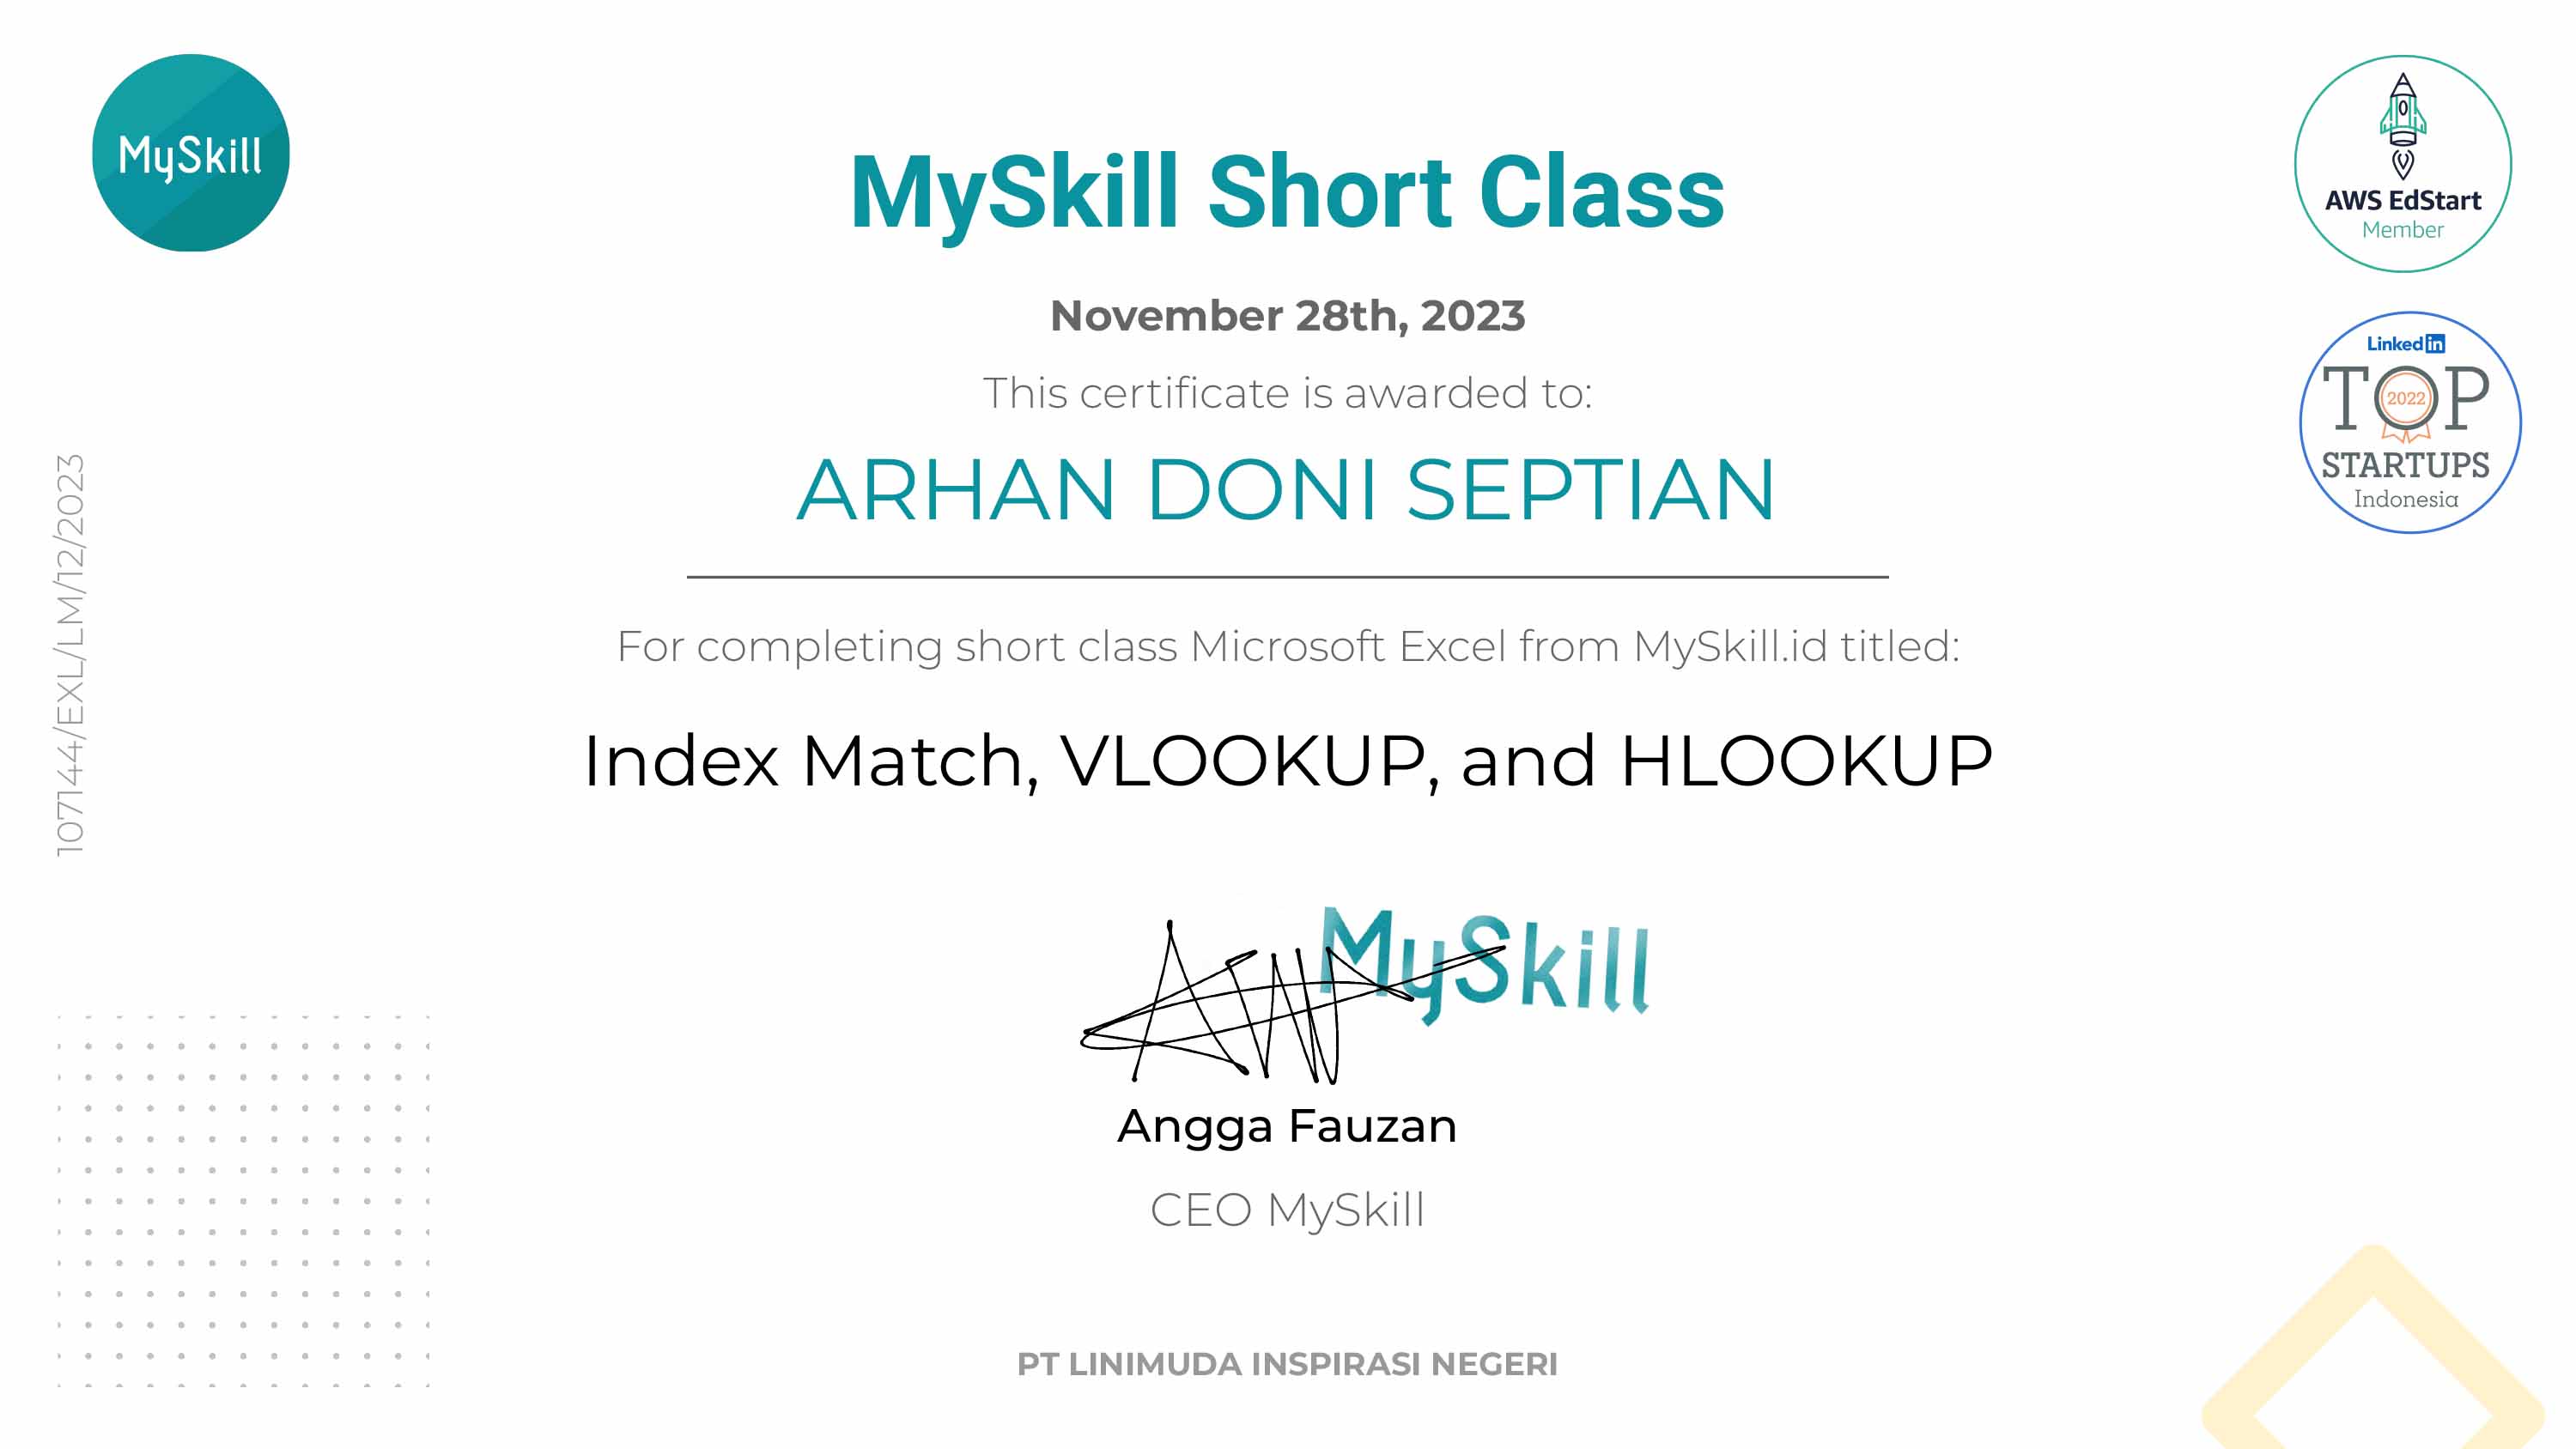 MySkill
MySkill Short Class
AWS EdStart
Member
November 28th, 2023
This certificate is awarded to:
LinkedIn
TOP
2022
STARTUPS
Indonesia
ARHAN DONI SEPTIAN
107144/EXL/LM/12/2023
For completing short class Microsoft Excel from MySkill.id titled:
Index Match, VLOOKUP, and HLOOKUP
MySkill
Angga Fauzan
CEO MySkill
PT LINIMUDA INSPIRASI NEGERI